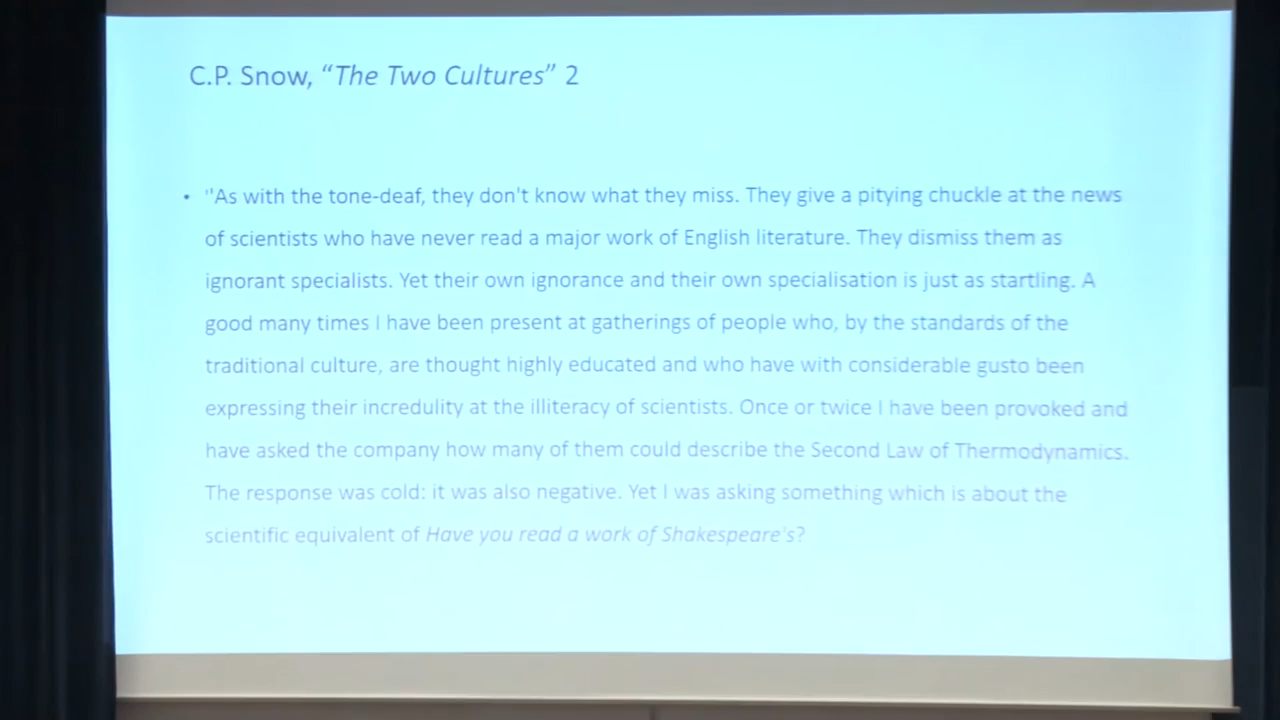 C.P. Snow, “The Two Cultures” 2
• "As with the tone-deaf, they don't know what they miss. They give a pitying chuckle at the news
of scientists who have never read a major work of English literature. They dismiss them as
ignorant specialists. Yet their own ignorance and their own specialisation is just as startling. A
good many times I have been present at gatherings of people who, by the standards of the
traditional culture, are thought highly educated and who have with considerable gusto been
expressing their incredulity at the illiteracy of scientists. Once or twice I have been provoked and
have asked the company how many of them could describe the Second Law of Thermodynamics.
The response was cold: it was also negative. Yet I was asking something which is about the
scientific equivalent of Have you read a work of Shakespeare's?